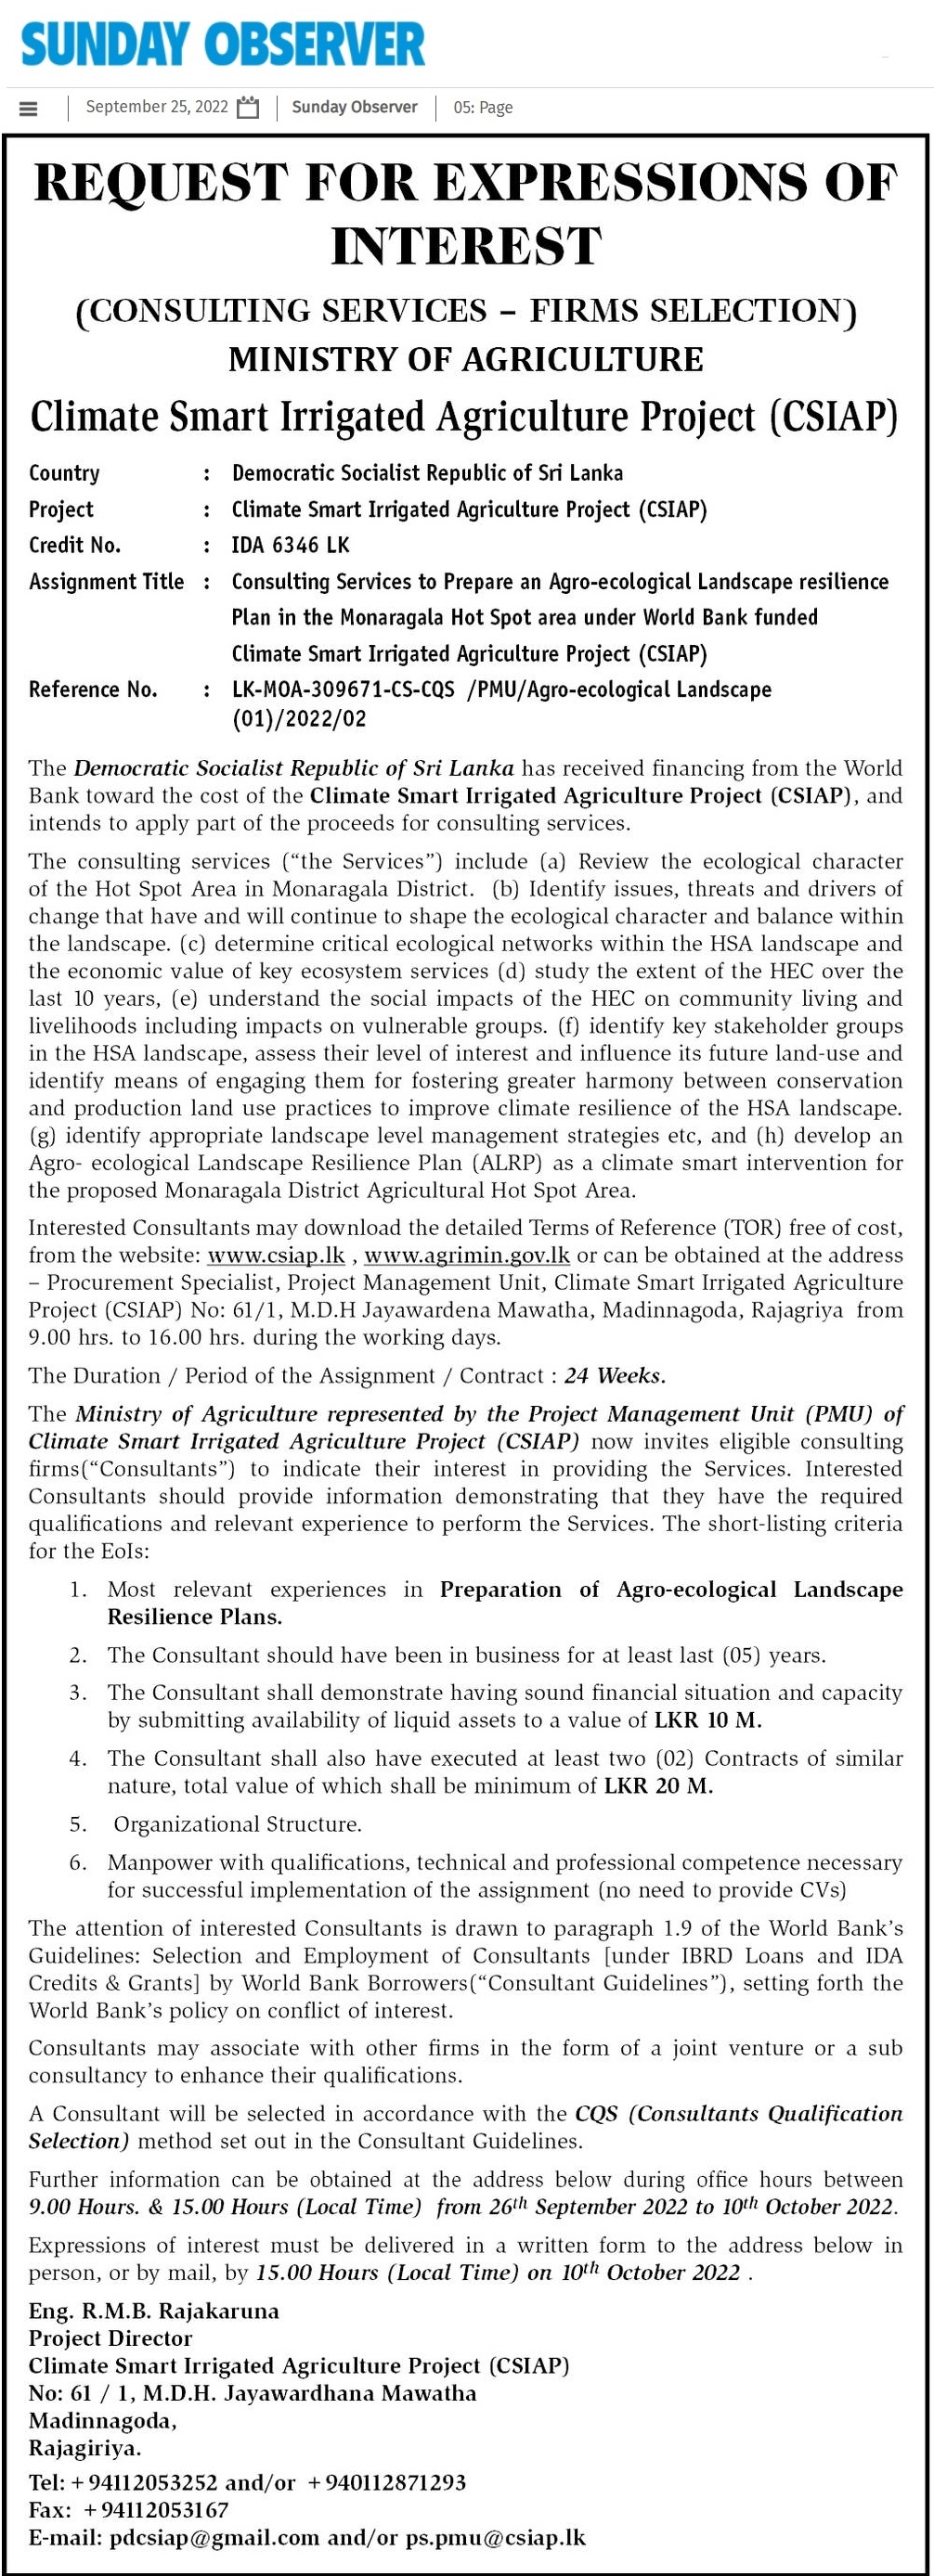 SUNDAY OBSERVER
September 25, 2022 Sunday Observer 05: Page
REQUEST FOR EXPRESSIONS OF
INTEREST
(CONSULTING SERVICES – FIRMS SELECTION)
MINISTRY OF AGRICULTURE
Climate Smart Irrigated Agriculture Project (CSIAP)
Country : Democratic Socialist Republic of Sri Lanka
Project : Climate Smart Irrigated Agriculture Project (CSIAP)
Credit No. : IDA 6346 LK
Assignment Title : Consulting Services to Prepare an Agro-ecological Landscape resilience
Plan in the Monaragala Hot Spot area under World Bank funded
Climate Smart Irrigated Agriculture Project (CSIAP)
Reference No. : LK-MOA-309671-CS-CQS /PMU/Agro-ecological Landscape
(01)/2022/02
The Democratic Socialist Republic of Sri Lanka has received financing from the World
Bank toward the cost of the Climate Smart Irrigated Agriculture Project (CSIAP), and
intends to apply part of the proceeds for consulting services.
The consulting services (“the Services”) include (a) Review the ecological character
of the Hot Spot Area in Monaragala District. (b) Identify issues, threats and drivers of
change that have and will continue to shape the ecological character and balance within
the landscape. (c) determine critical ecological networks within the HSA landscape and
the economic value of key ecosystem services (d) study the extent of the HEC over the
last 10 years, (e) understand the social impacts of the HEC on community living and
livelihoods including impacts on vulnerable groups. (f) identify key stakeholder groups
in the HSA landscape, assess their level of interest and influence its future land-use and
identify means of engaging them for fostering greater harmony between conservation
and production land use practices to improve climate resilience of the HSA landscape.
(g) identify appropriate landscape level management strategies etc, and (h) develop an
Agro- ecological Landscape Resilience Plan (ALRP) as a climate smart intervention for
the proposed Monaragala District Agricultural Hot Spot Area.
Interested Consultants may download the detailed Terms of Reference (TOR) free of cost,
from the website: www.csiap.lk , www.agrimin.gov.lk or can be obtained at the address
– Procurement Specialist, Project Management Unit, Climate Smart Irrigated Agriculture
Project (CSIAP) No: 61/1, M.D.H Jayawardena Mawatha, Madinnagoda, Rajagriya from
9.00 hrs. to 16.00 hrs. during the working days.
The Duration / Period of the Assignment / Contract : 24 Weeks.
The Ministry of Agriculture represented by the Project Management Unit (PMU) of
Climate Smart Irrigated Agriculture Project (CSIAP) now invites eligible consulting
firms(“Consultants”) to indicate their interest in providing the Services. Interested
Consultants should provide information demonstrating that they have the required
qualifications and relevant experience to perform the Services. The short-listing criteria
for the EoIs:
1. Most relevant experiences in Preparation of Agro-ecological Landscape
Resilience Plans.
2. The Consultant should have been in business for at least last (05) years.
3. The Consultant shall demonstrate having sound financial situation and capacity
by submitting availability of liquid assets to a value of LKR 10 M.
4. The Consultant shall also have executed at least two (02) Contracts of similar
nature, total value of which shall be minimum of LKR 20 M.
5. Organizational Structure.
6. Manpower with qualifications, technical and professional competence necessary
for successful implementation of the assignment (no need to provide CVs)
The attention of interested Consultants is drawn to paragraph 1.9 of the World Bank’s
Guidelines: Selection and Employment of Consultants [under IBRD Loans and IDA
Credits & Grants] by World Bank Borrowers(“Consultant Guidelines”), setting forth the
World Bank’s policy on conflict of interest.
Consultants may associate with other firms in the form of a joint venture or a sub
consultancy to enhance their qualifications.
A Consultant will be selected in accordance with the CQS (Consultants Qualification
Selection) method set out in the Consultant Guidelines.
Further information can be obtained at the address below during office hours between
9.00 Hours. & 15.00 Hours (Local Time) from 26th September 2022 to 10th October 2022.
Expressions of interest must be delivered in a written form to the address below in
person, or by mail, by 15.00 Hours (Local Time) on 10th October 2022 .
Eng. R.M.B. Rajakaruna
Project Director
Climate Smart Irrigated Agriculture Project (CSIAP)
No: 61 / 1, M.D.H. Jayawardhana Mawatha
Madinnagoda,
Rajagiriya.
Tel: +94112053252 and/or +940112871293
Fax: +94112053167
E-mail: pdcsiap@gmail.com and/or ps.pmu@csiap.lk